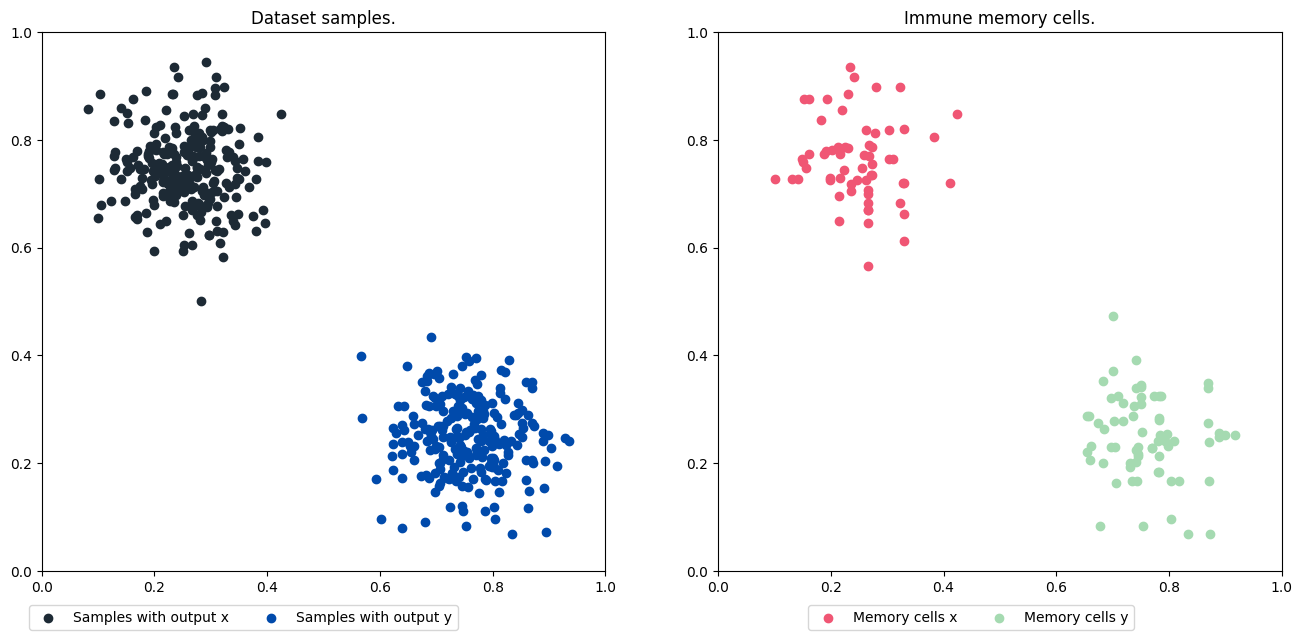 Dataset samples.
1.0
0.8
0.6
0.4
0.2
0.0
0.0 0.2 0.4 0.6 0.8 1.0
Samples with output x Samples with output y
Immune memory cells.
1.0
0.8
0.6
0.4
0.2
0.0
0.0 0.2 0.4 0.6 0.8 1.0
Memory cells x Memory cells y